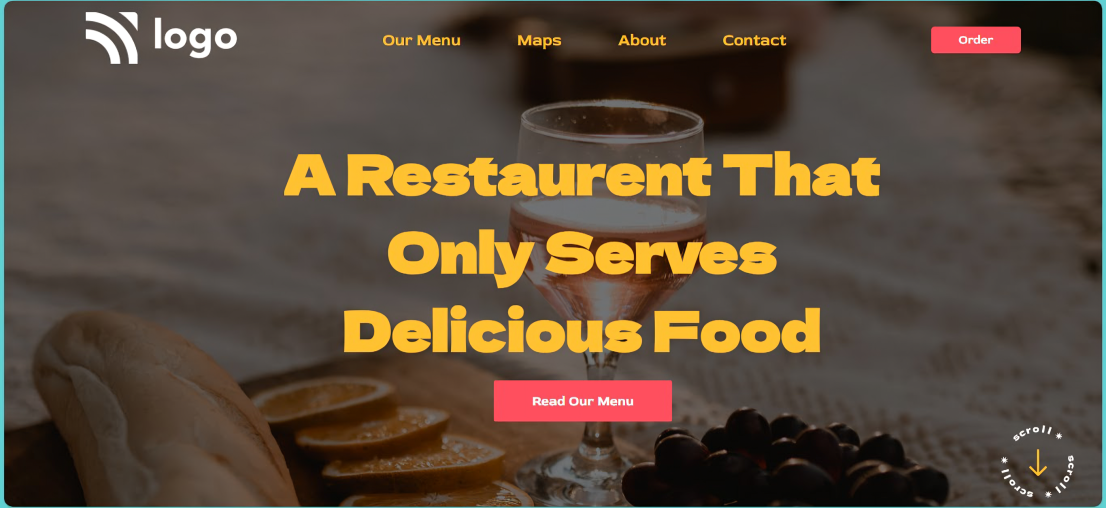 logo
Our Menu
Maps
About
Contact
Order
A Restaurent That
Only Serves
Delicious Food
Read Our Menu
scroll * scroll * scroll *